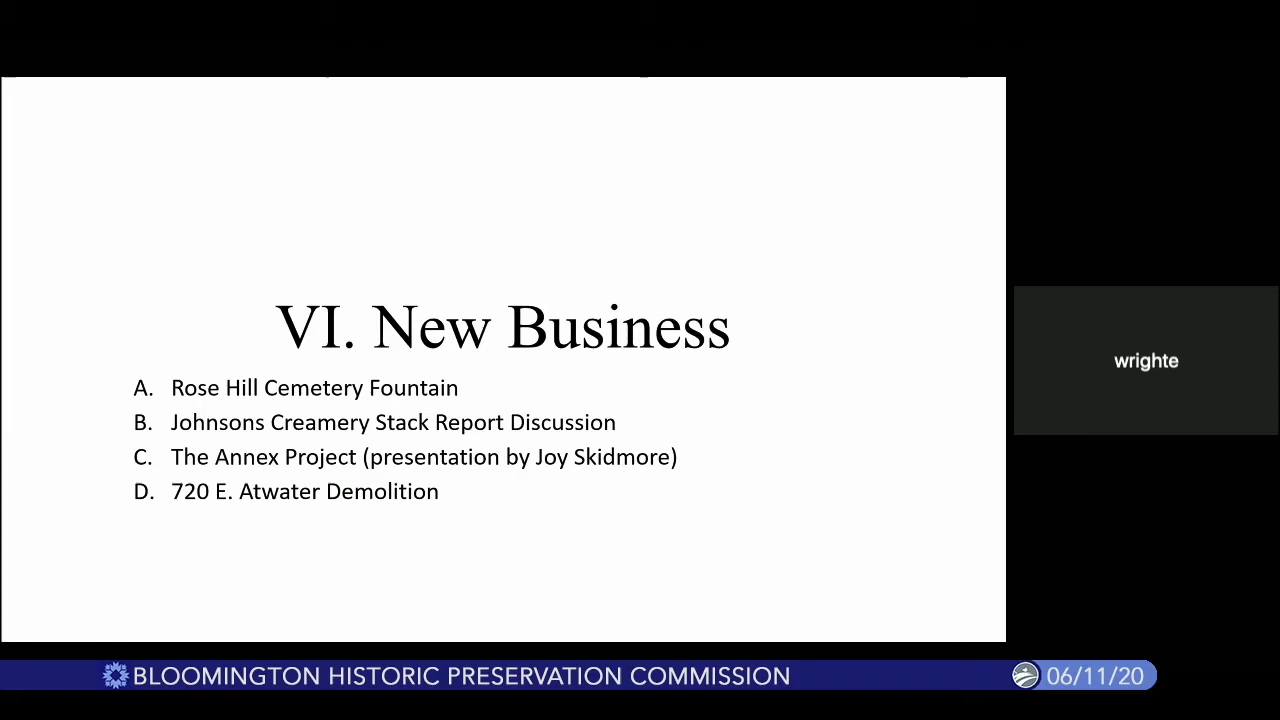 VI. New Business
A. Rose Hill Cemetery Fountain
B. Johnsons Creamery Stack Report Discussion
C. The Annex Project (presentation by Joy Skidmore)
D. 720 E. Atwater Demolition
wrighte
BLOOMINGTON HISTORIC PRESERVATION COMMISSION
06/11/20